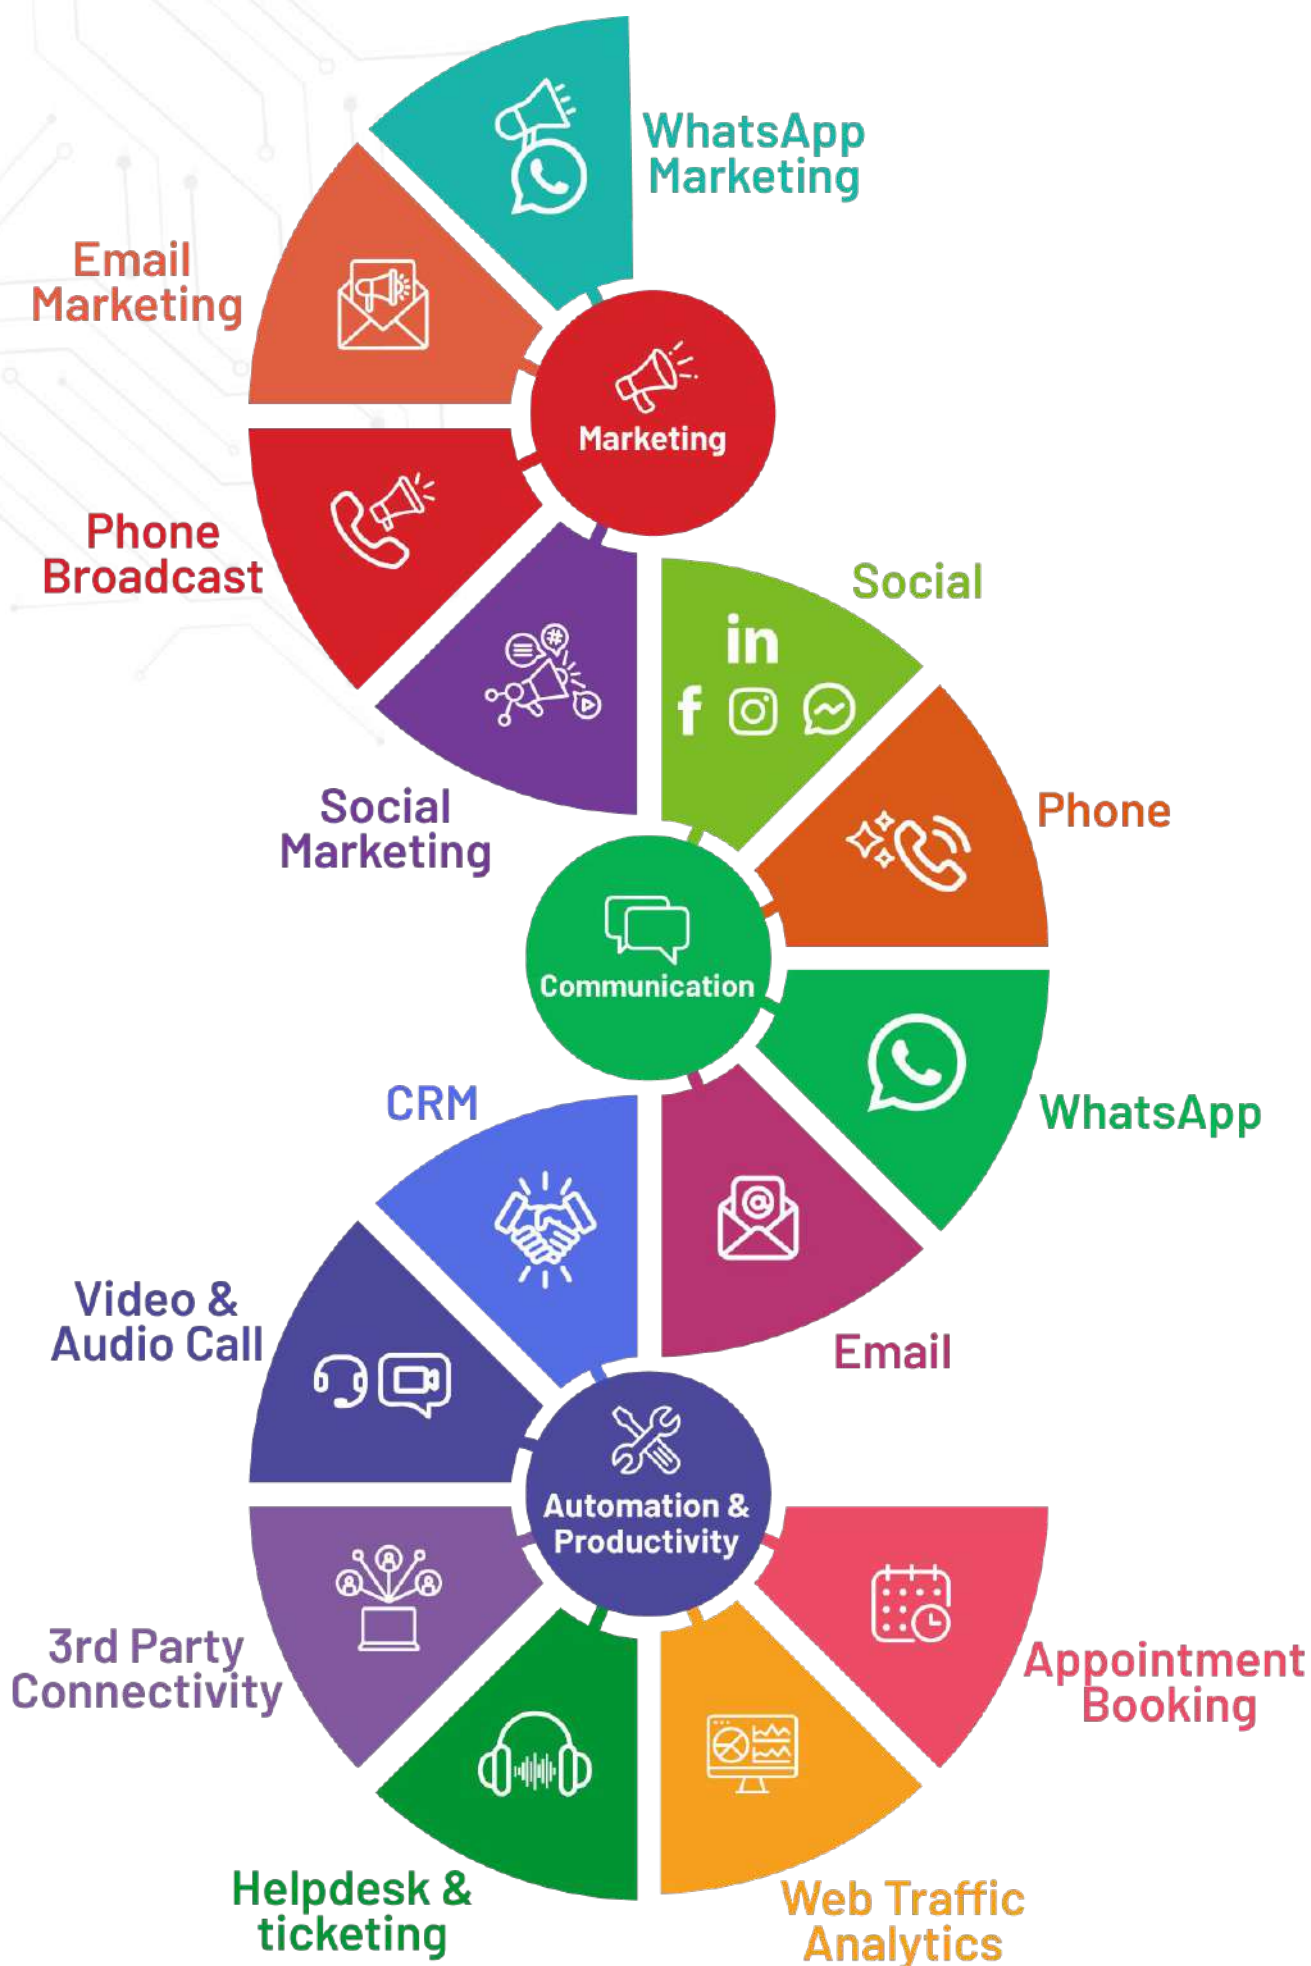 WhatsApp
Marketing
Email
Marketing
Marketing
Phone
Broadcast
Social
in
f
Phone
Social
Marketing
Communication
CRM
WhatsApp
@
Video &
Audio Call
Email
Automation &
Productivity
3rd Party
Connectivity
Appointment
Booking
Helpdesk &
ticketing
Web Traffic
Analytics